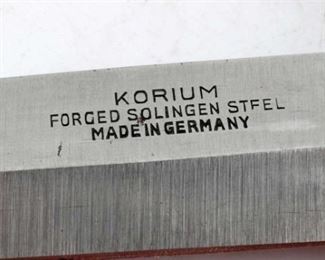 KORIUM
FORGED SOLINGEN STEEL
MADE IN GERMANY